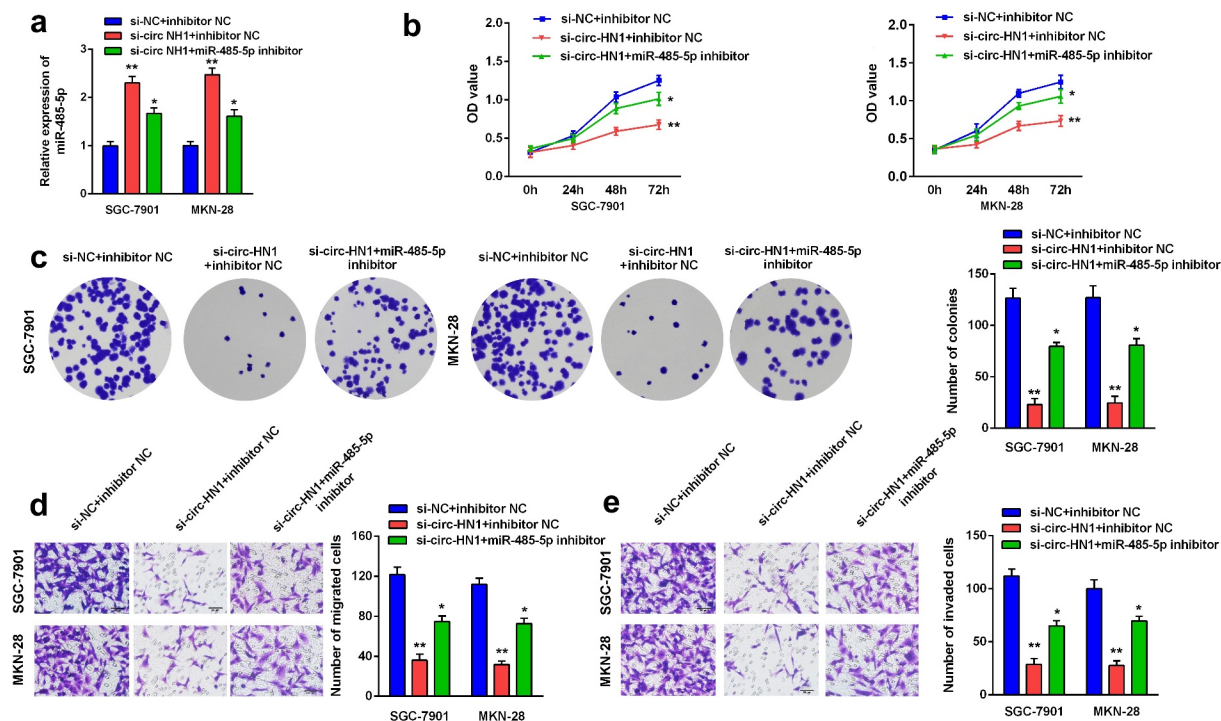 a
si-NC+inhibitor NC
si-circ NH1+inhibitor NC
si-circ NH1+miR-485-5p inhibitor
Relative expression of
miR-485-5p
4
3
2
1
0
**
*
**
*
SGC-7901
MKN-28
b
si-NC+inhibitor NC
si-circ-HN1+inhibitor NC
si-circ-HN1+miR-485-5p inhibitor
OD value
2.0
1.5
1.0
0.5
0.0
*
**
0h
24h
48h
72h
SGC-7901
si-NC+inhibitor NC
si-circ-HN1+inhibitor NC
si-circ-HN1+miR-485-5p inhibitor
OD value
2.0
1.5
1.0
0.5
0.0
*
**
0h
24h
48h
72h
MKN-28
c
si-NC+inhibitor NC
si-circ-HN1
+inhibitor NC
si-circ-HN1+miR-485-5p
inhibitor
SGC-7901
si-NC+inhibitor NC
si-circ-HN1
+inhibitor NC
si-circ-HN1+miR-485-5p
inhibitor
MKN-28
si-NC+inhibitor NC
si-circ-HN1+inhibitor NC
si-circ-HN1+miR-485-5p inhibitor
Number of colonies
150
100
50
0
**
*
**
*
SGC-7901
MKN-28
d
si-NC+inhibitor NC
si-circ-HN1+inhibitor NC
si-circ-HN1+miR-485-5p
inhibitor
SGC-7901
MKN-28
si-NC+inhibitor NC
si-circ-HN1+inhibitor NC
si-circ-HN1+miR-485-5p inhibitor
Number of migrated cells
160
120
80
40
0
**
*
**
*
SGC-7901
MKN-28
e
si-NC+inhibitor NC
si-circ-HN1+inhibitor NC
si-circ-HN1+miR-485-5p
inhibitor
SGC-7901
MKN-28
si-NC+inhibitor NC
si-circ-HN1+inhibitor NC
si-circ-HN1+miR-485-5p inhibitor
Number of invaded cells
150
100
50
0
**
*
**
*
SGC-7901
MKN-28